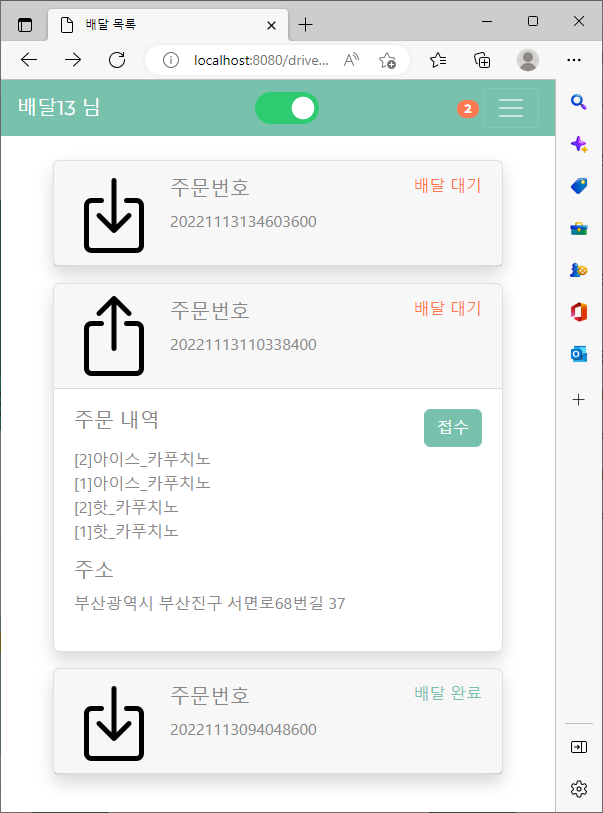 배달 목록
localhost:8080/drive...
배달13 님
2
주문번호
배달 대기
20221113134603600
주문번호
배달 대기
20221113110338400
주문 내역
접수
[2]아이스_카푸치노
[1]아이스_카푸치노
[2]핫_카푸치노
[1]핫_카푸치노
주소
부산광역시 부산진구 서면로68번길 37
주문번호
배달 완료
20221113094048600